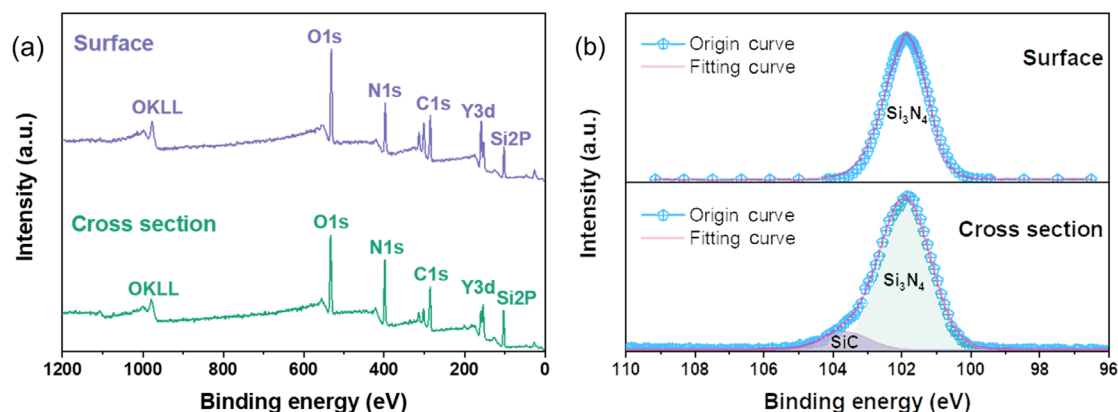 (a)
Surface
O1s
N1s
C1s
Y3d
Si2P
OKLL
Cross section
O1s
N1s
C1s
Y3d
Si2P
OKLL
Intensity (a.u.)
1200 1000 800 600 400 200 0
Binding energy (eV)
(b)
Origin curve
Fitting curve
Surface
Si₃N₄
Origin curve
Fitting curve
Cross section
Si₃N₄
SiC
Intensity (a.u.)
110 108 106 104 102 100 98 96
Binding energy (eV)